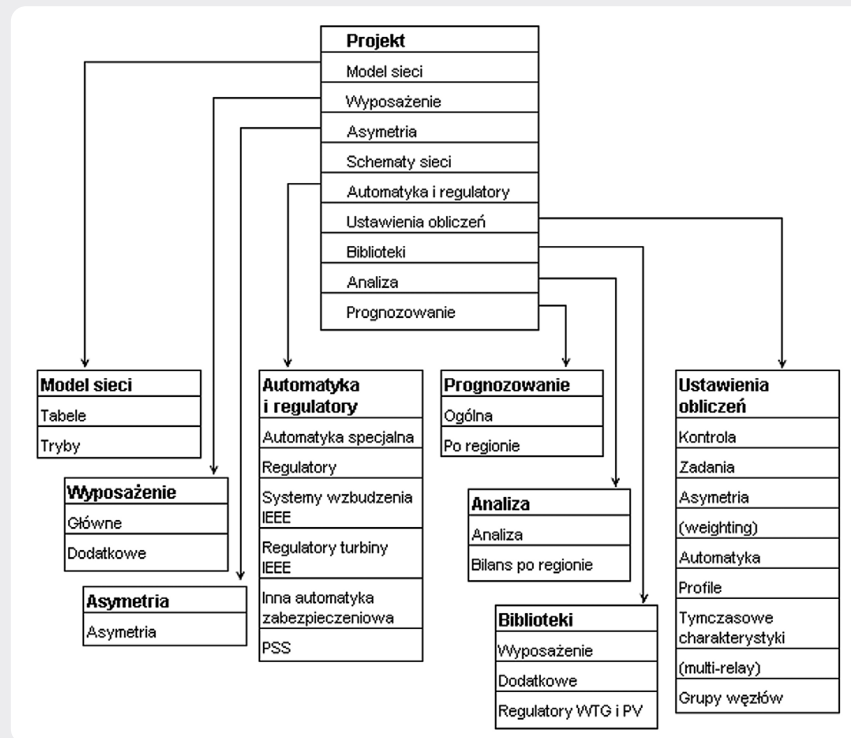 Projekt
Model sieci
Wyposażenie
Asymetria
Schematy sieci
Automatyka i regulatory
Ustawienia obliczeń
Biblioteki
Analiza
Prognozowanie
Model sieci
Tabele
Tryby
Wyposażenie
Główne
Dodatkowe
Asymetria
Asymetria
Automatyka
i regulatory
Automatyka specjalna
Regulatory
Systemy wzbudzenia
IEEE
Regulatory turbiny
IEEE
Inna automatyka
zabezpieczeniowa
PSS
Prognozowanie
Ogólna
Po regionie
Analiza
Analiza
Bilans po regionie
Biblioteki
Wyposażenie
Dodatkowe
Regulatory WTG i PV
Ustawienia
obliczeń
Kontrola
Zadania
Asymetria
(weighting)
Automatyka
Profile
Tymczasowe
charakterystyki
(multi-relay)
Grupy węzłów